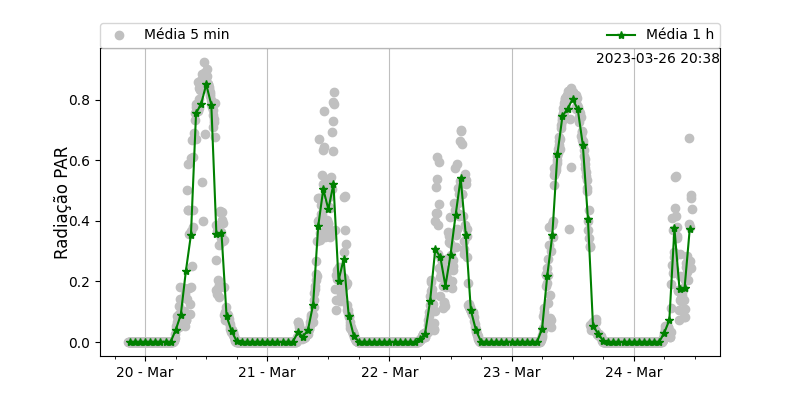 Média 5 min
Média 1 h
2023-03-26 20:38
Radiação PAR
0.8
0.6
0.4
0.2
0.0
20 - Mar
21 - Mar
22 - Mar
23 - Mar
24 - Mar